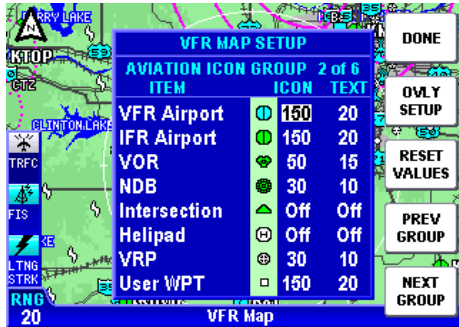 RRY LAKE
VFR MAP SETUP
DONE
KTOP
AVIATION ICON GROUP 2 of 6
ITEM ICON TEXT
GTZ
OVLY
SETUP
VFR Airport 150 20
CLINTON LAKE
IFR Airport 150 20
TRFC
VOR 50 15
RESET
VALUES
NDB 30 10
FIS
Intersection Off Off
PREV
GROUP
Helipad H Off Off
KE
LTNG
STRK
VRP 30 10
User WPT 150 20
NEXT
GROUP
RNG
20
VFR Map